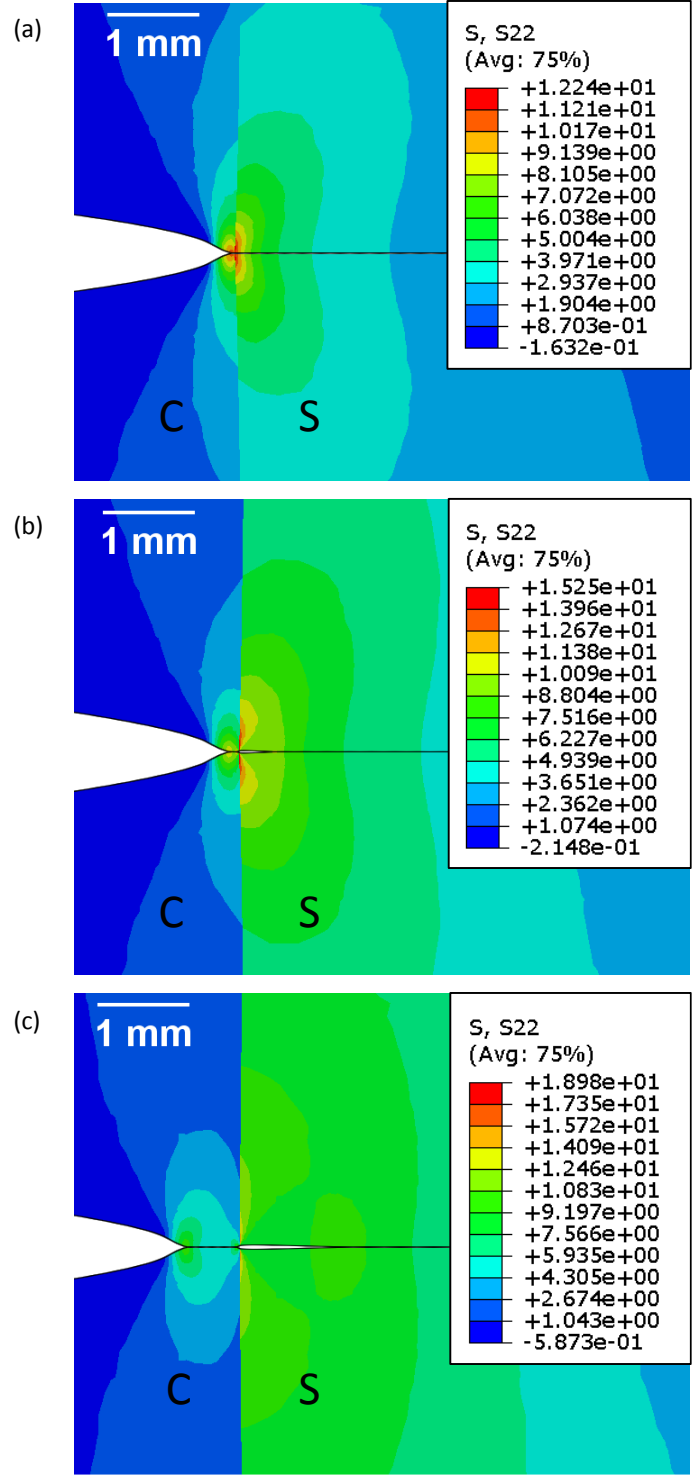 (a)
1 mm
S, S22
(Avg: 75%)
+1.224e+01
+1.121e+01
+1.017e+01
+9.139e+00
+8.105e+00
+7.072e+00
+6.038e+00
+5.004e+00
+3.971e+00
+2.937e+00
+1.904e+00
+8.703e-01
-1.632e-01
C
S
(b)
1 mm
S, S22
(Avg: 75%)
+1.525e+01
+1.396e+01
+1.267e+01
+1.138e+01
+1.009e+01
+8.804e+00
+7.516e+00
+6.227e+00
+4.939e+00
+3.651e+00
+2.362e+00
+1.074e+00
-2.148e-01
C
S
(c)
1 mm
S, S22
(Avg: 75%)
+1.898e+01
+1.735e+01
+1.572e+01
+1.409e+01
+1.246e+01
+1.083e+01
+9.197e+00
+7.566e+00
+5.935e+00
+4.305e+00
+2.674e+00
+1.043e+00
-5.873e-01
C
S